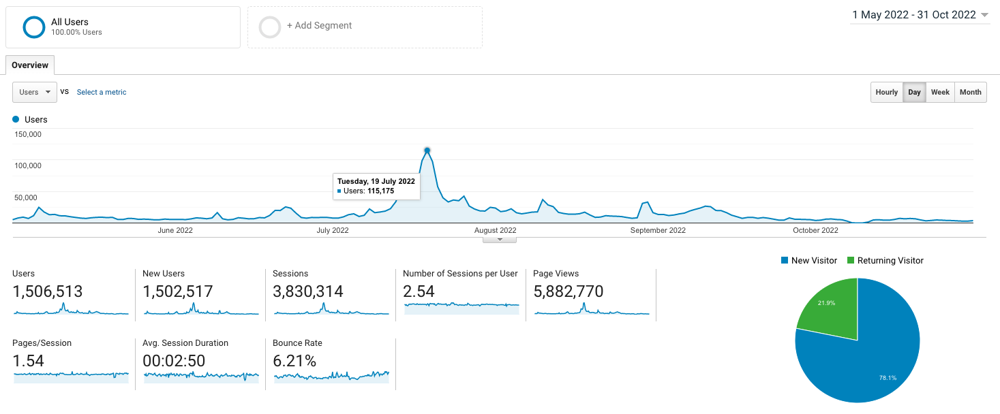 All Users
100.00% Users
+ Add Segment
1 May 2022 - 31 Oct 2022
Overview
Users
vs
Select a metric
Hourly
Day
Week
Month
Users
150,000
100,000
50,000
Tuesday, 19 July 2022
Users: 115,175
June 2022
July 2022
August 2022
September 2022
October 2022
Users
1,506,513
New Users
1,502,517
Sessions
3,830,314
Number of Sessions per User
2.54
Page Views
5,882,770
Pages/Session
1.54
Avg. Session Duration
00:02:50
Bounce Rate
6.21%
New Visitor
Returning Visitor
21.9%
78.1%